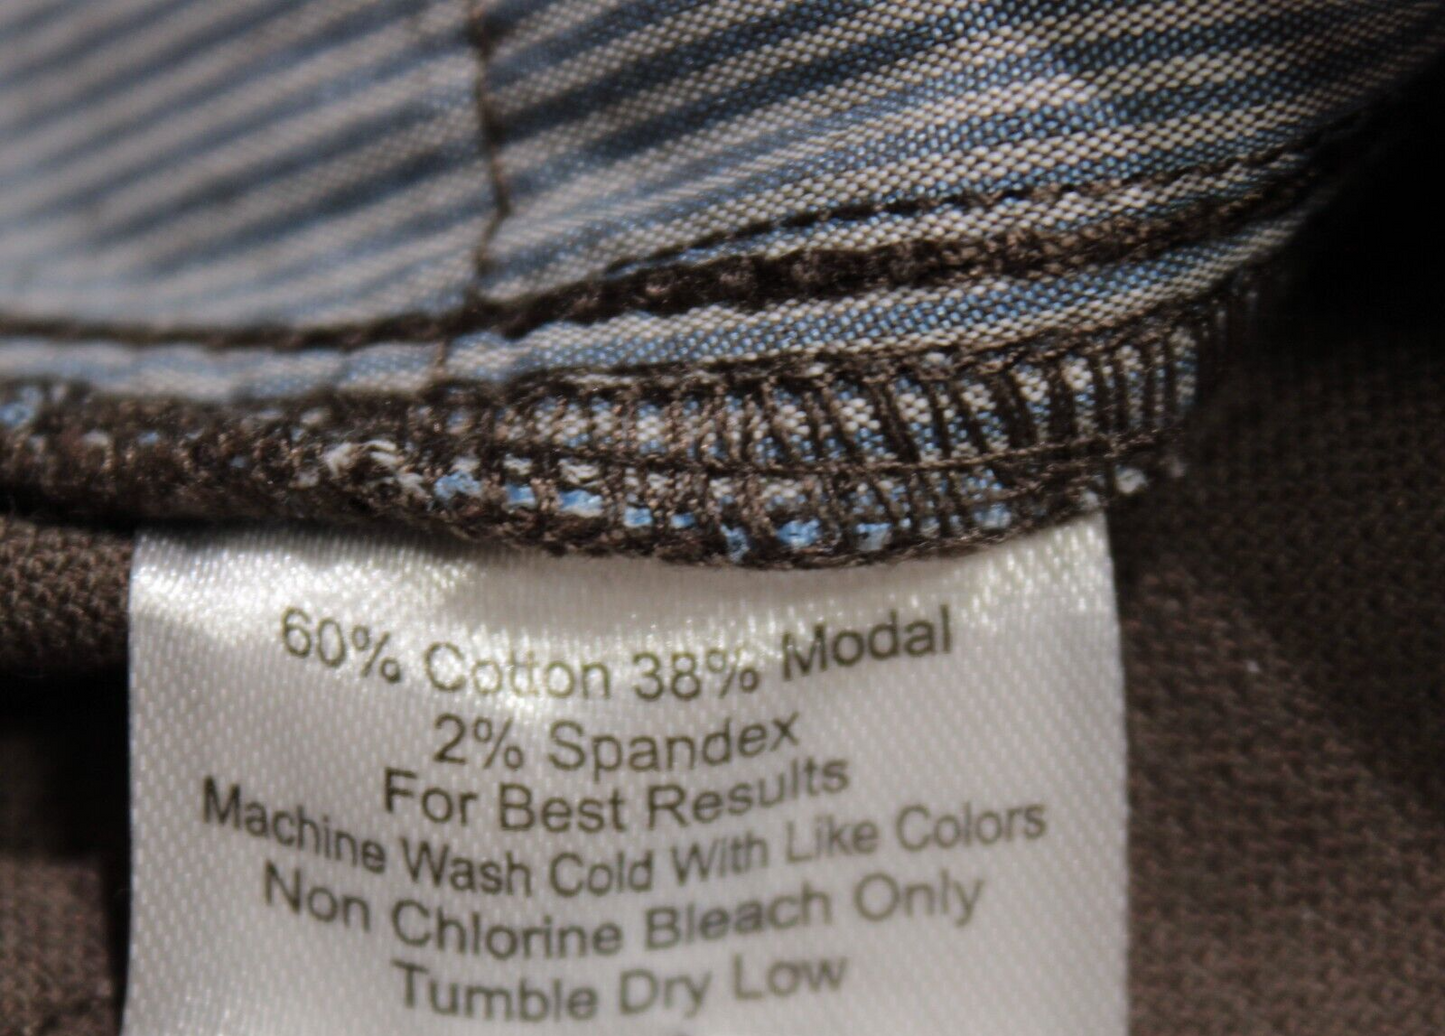 60% Cotton 38% Modal
2% Spandex
For Best Results
Machine Wash Cold With Like Colors
Non Chlorine Bleach Only
Tumble Dry Low